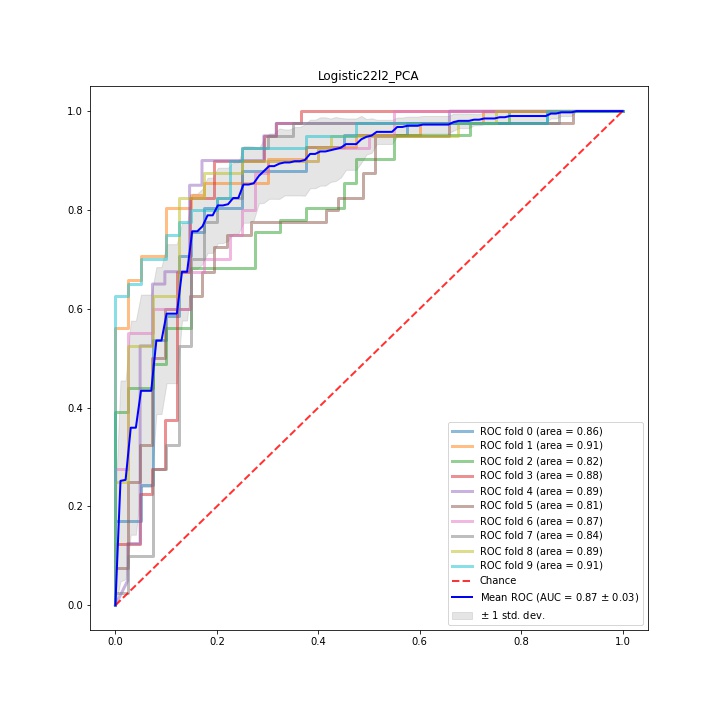 Logistic22l2_PCA
1.0
0.8
0.6
0.4
0.2
0.0
0.0 0.2 0.4 0.6 0.8 1.0
ROC fold 0 (area = 0.86)
ROC fold 1 (area = 0.91)
ROC fold 2 (area = 0.82)
ROC fold 3 (area = 0.88)
ROC fold 4 (area = 0.89)
ROC fold 5 (area = 0.81)
ROC fold 6 (area = 0.87)
ROC fold 7 (area = 0.84)
ROC fold 8 (area = 0.89)
ROC fold 9 (area = 0.91)
Chance
Mean ROC (AUC = 0.87 ± 0.03)
± 1 std. dev.